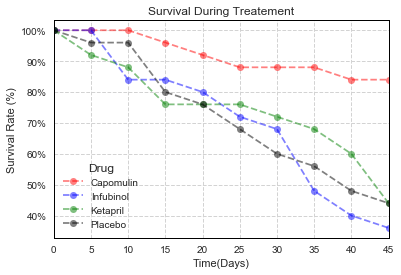 Survival During Treatement
100%
90%
80%
70%
60%
50%
40%
Survival Rate (%)
Drug
Capomulin
Infubinol
Ketapril
Placebo
0 5 10 15 20 25 30 35 40 45
Time(Days)